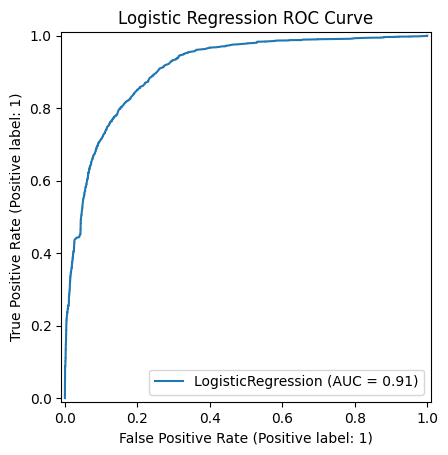 Logistic Regression ROC Curve
1.0
0.8
0.6
0.4
0.2
0.0
True Positive Rate (Positive label: 1)
LogisticRegression (AUC = 0.91)
0.0 0.2 0.4 0.6 0.8 1.0
False Positive Rate (Positive label: 1)